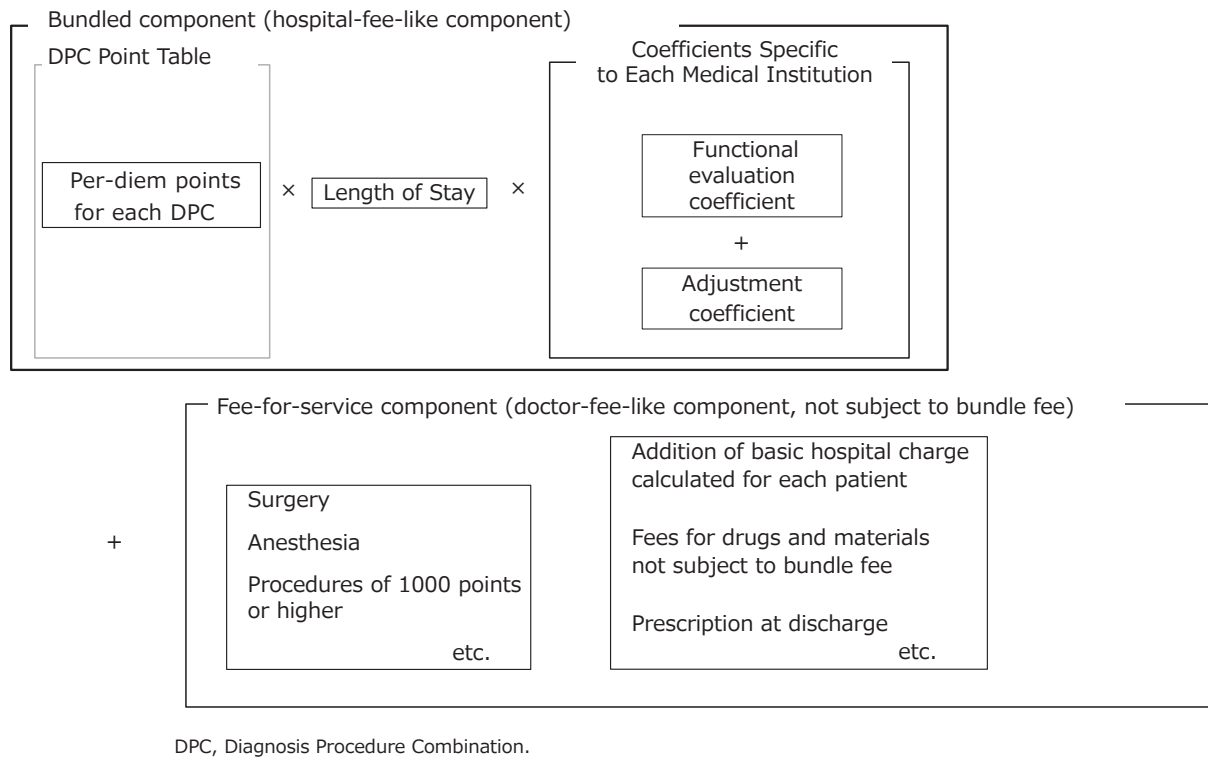 Bundled component (hospital-fee-like component)
DPC Point Table
Coefficients Specific
to Each Medical Institution
Per-diem points
for each DPC
×
Length of Stay
×
Functional
evaluation
coefficient
+
Adjustment
coefficient
+
Fee-for-service component (doctor-fee-like component, not subject to bundle fee)
Surgery
Anesthesia
Procedures of 1000 points
or higher
etc.
Addition of basic hospital charge
calculated for each patient
Fees for drugs and materials
not subject to bundle fee
Prescription at discharge
etc.
DPC, Diagnosis Procedure Combination.